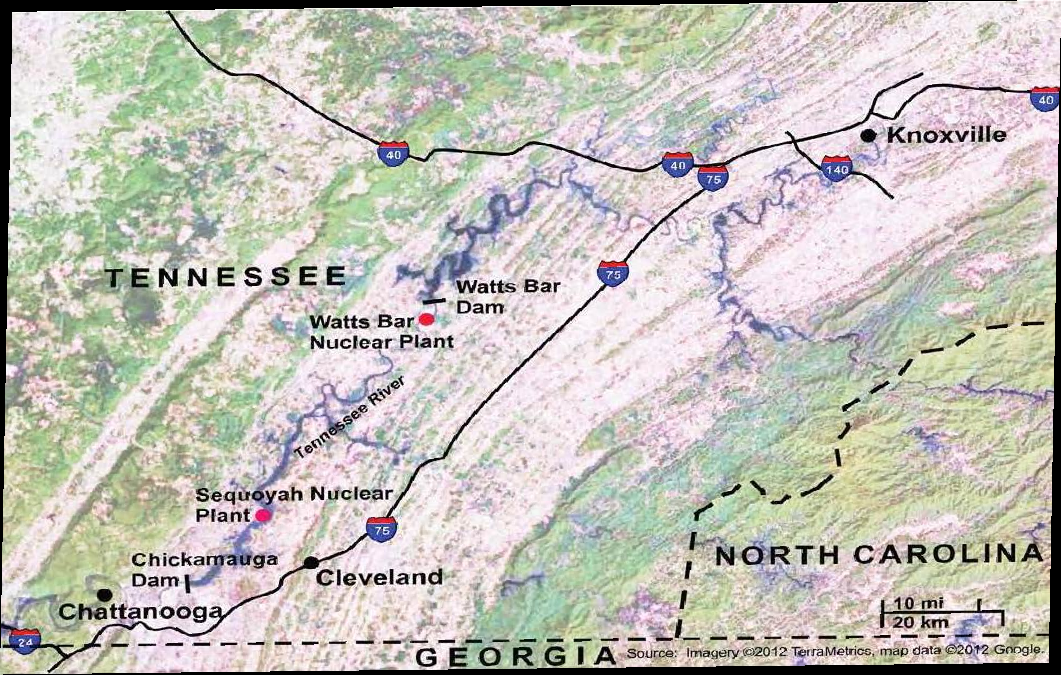 40
40
Knoxville
40
75
140
TENNESSEE
75
Watts Bar
Dam
Watts Bar
Nuclear Plant
Tennessee River
Sequoyah Nuclear
Plant
75
Chickamauga
Dam
Cleveland
NORTH CAROLINA
Chattanooga
10 mi
20 km
24
GEORGIA
Source: Imagery ©2012 TerraMetrics, map data ©2012 Google.